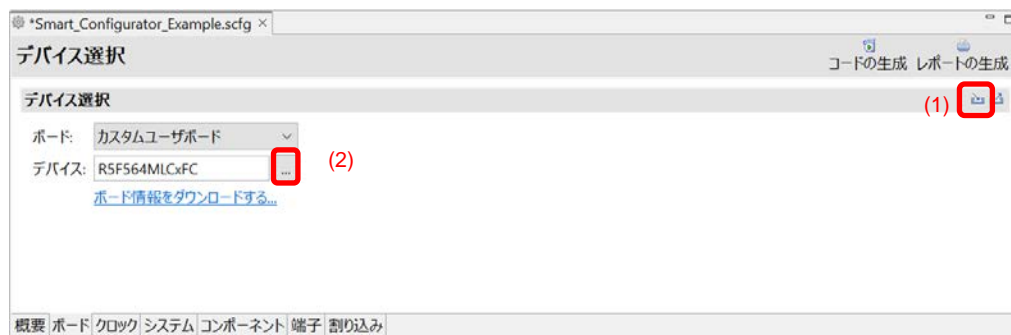 *Smart_Configurator_Example.scfg ×
デバイス選択
コードの生成 レポートの生成
デバイス選択
(1)
ボード: カスタムユーザボード
デバイス: R5F564MLCxFC ... (2)
ボード情報をダウンロードする...
概要 ボード クロック システム コンポーネント 端子 割り込み